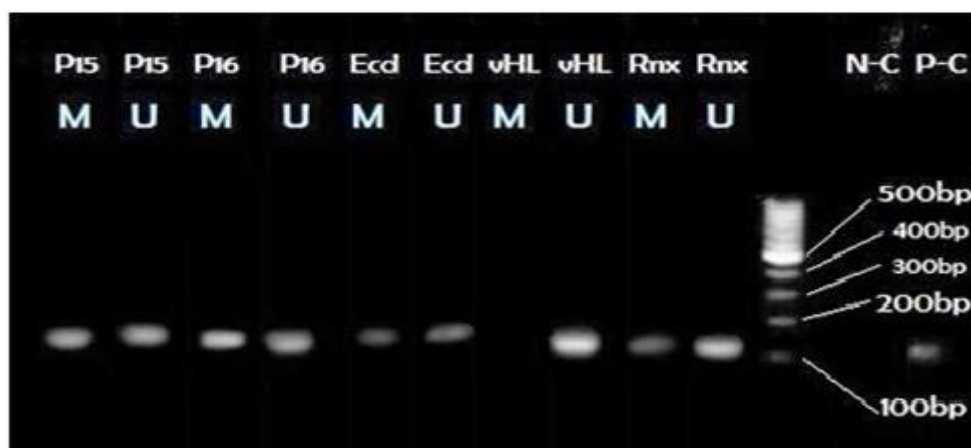 P15 P15 P16 P16 Ecd Ecd vHL vHL Rnx Rnx N-C P-C
M U M U M U M U M U
500bp
400bp
300bp
200bp
100bp